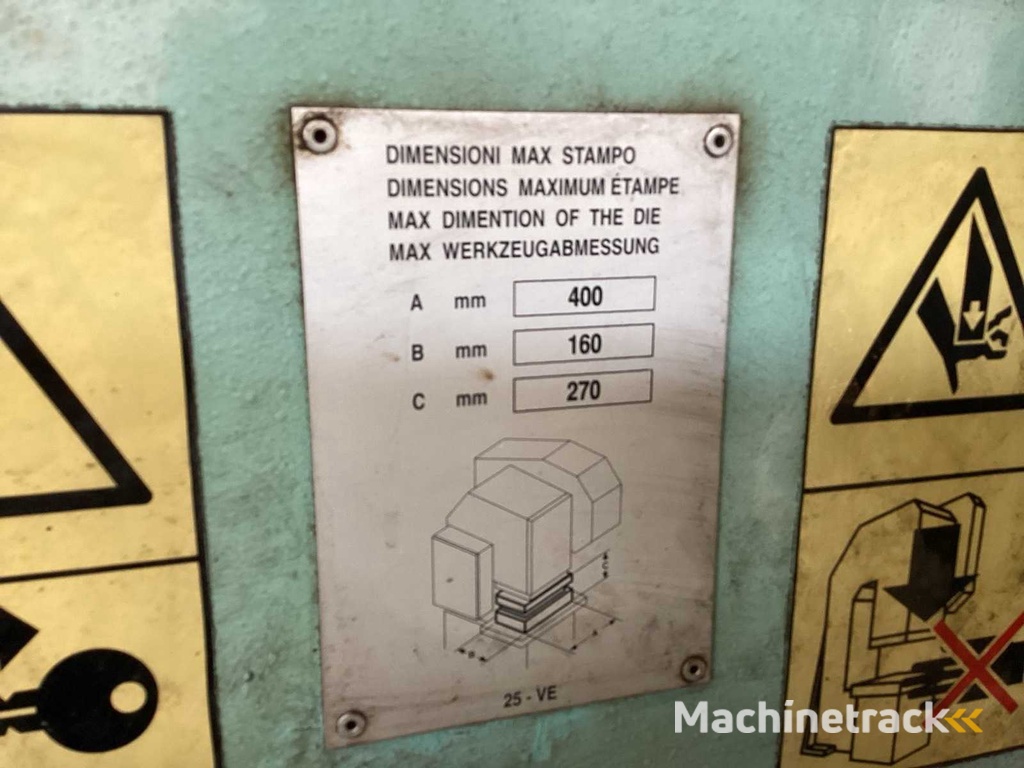 DIMENSIONI MAX STAMPO
DIMENSIONS MAXIMUM ÉTAMPE
MAX DIMENTION OF THE DIE
MAX WERKZEUGABMESSUNG
A mm 400
B mm 160
C mm 270
C
B
A
25 - VE
Machinetrack